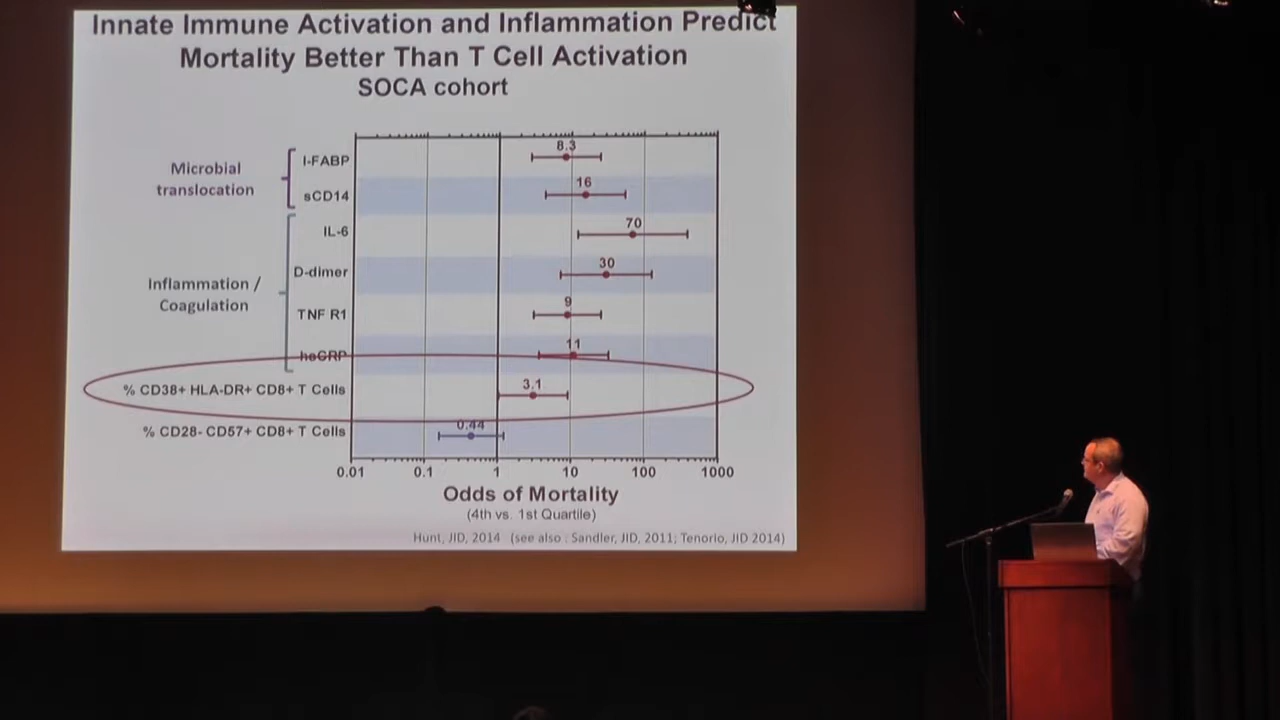 Innate Immune Activation and Inflammation Predict
Mortality Better Than T Cell Activation
SOCA cohort
Microbial
translocation
I-FABP
8.3
sCD14
16
Inflammation /
Coagulation
IL-6
70
D-dimer
30
TNF R1
9
hsCRP
11
% CD38+ HLA-DR+ CD8+ T Cells
3.1
% CD28- CD57+ CD8+ T Cells
0.44
0.01 0.1 1 10 100 1000
Odds of Mortality
(4th vs. 1st Quartile)
Hunt, JID, 2014 (see also : Sandler, JID, 2011; Tenorio, JID 2014)